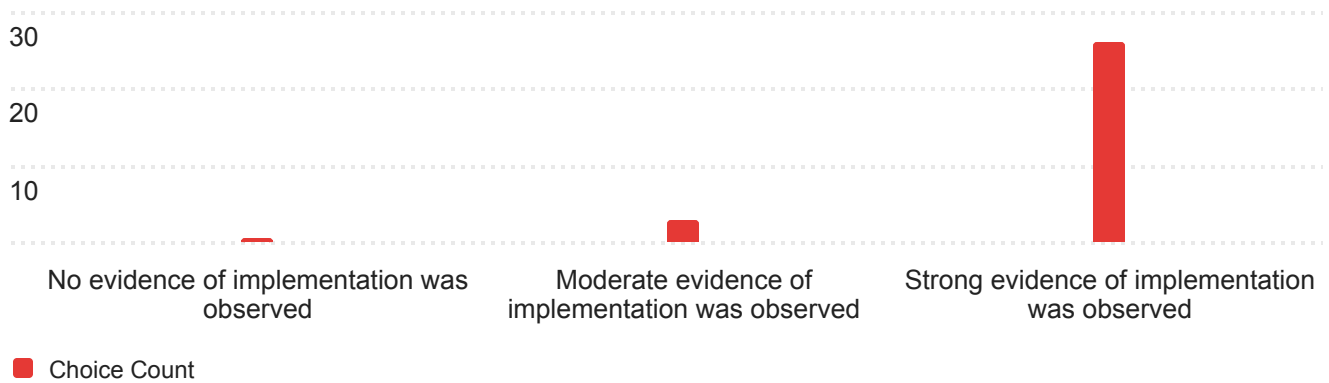 30
20
10
No evidence of implementation was
observed
Moderate evidence of
implementation was observed
Strong evidence of implementation
was observed
Choice Count